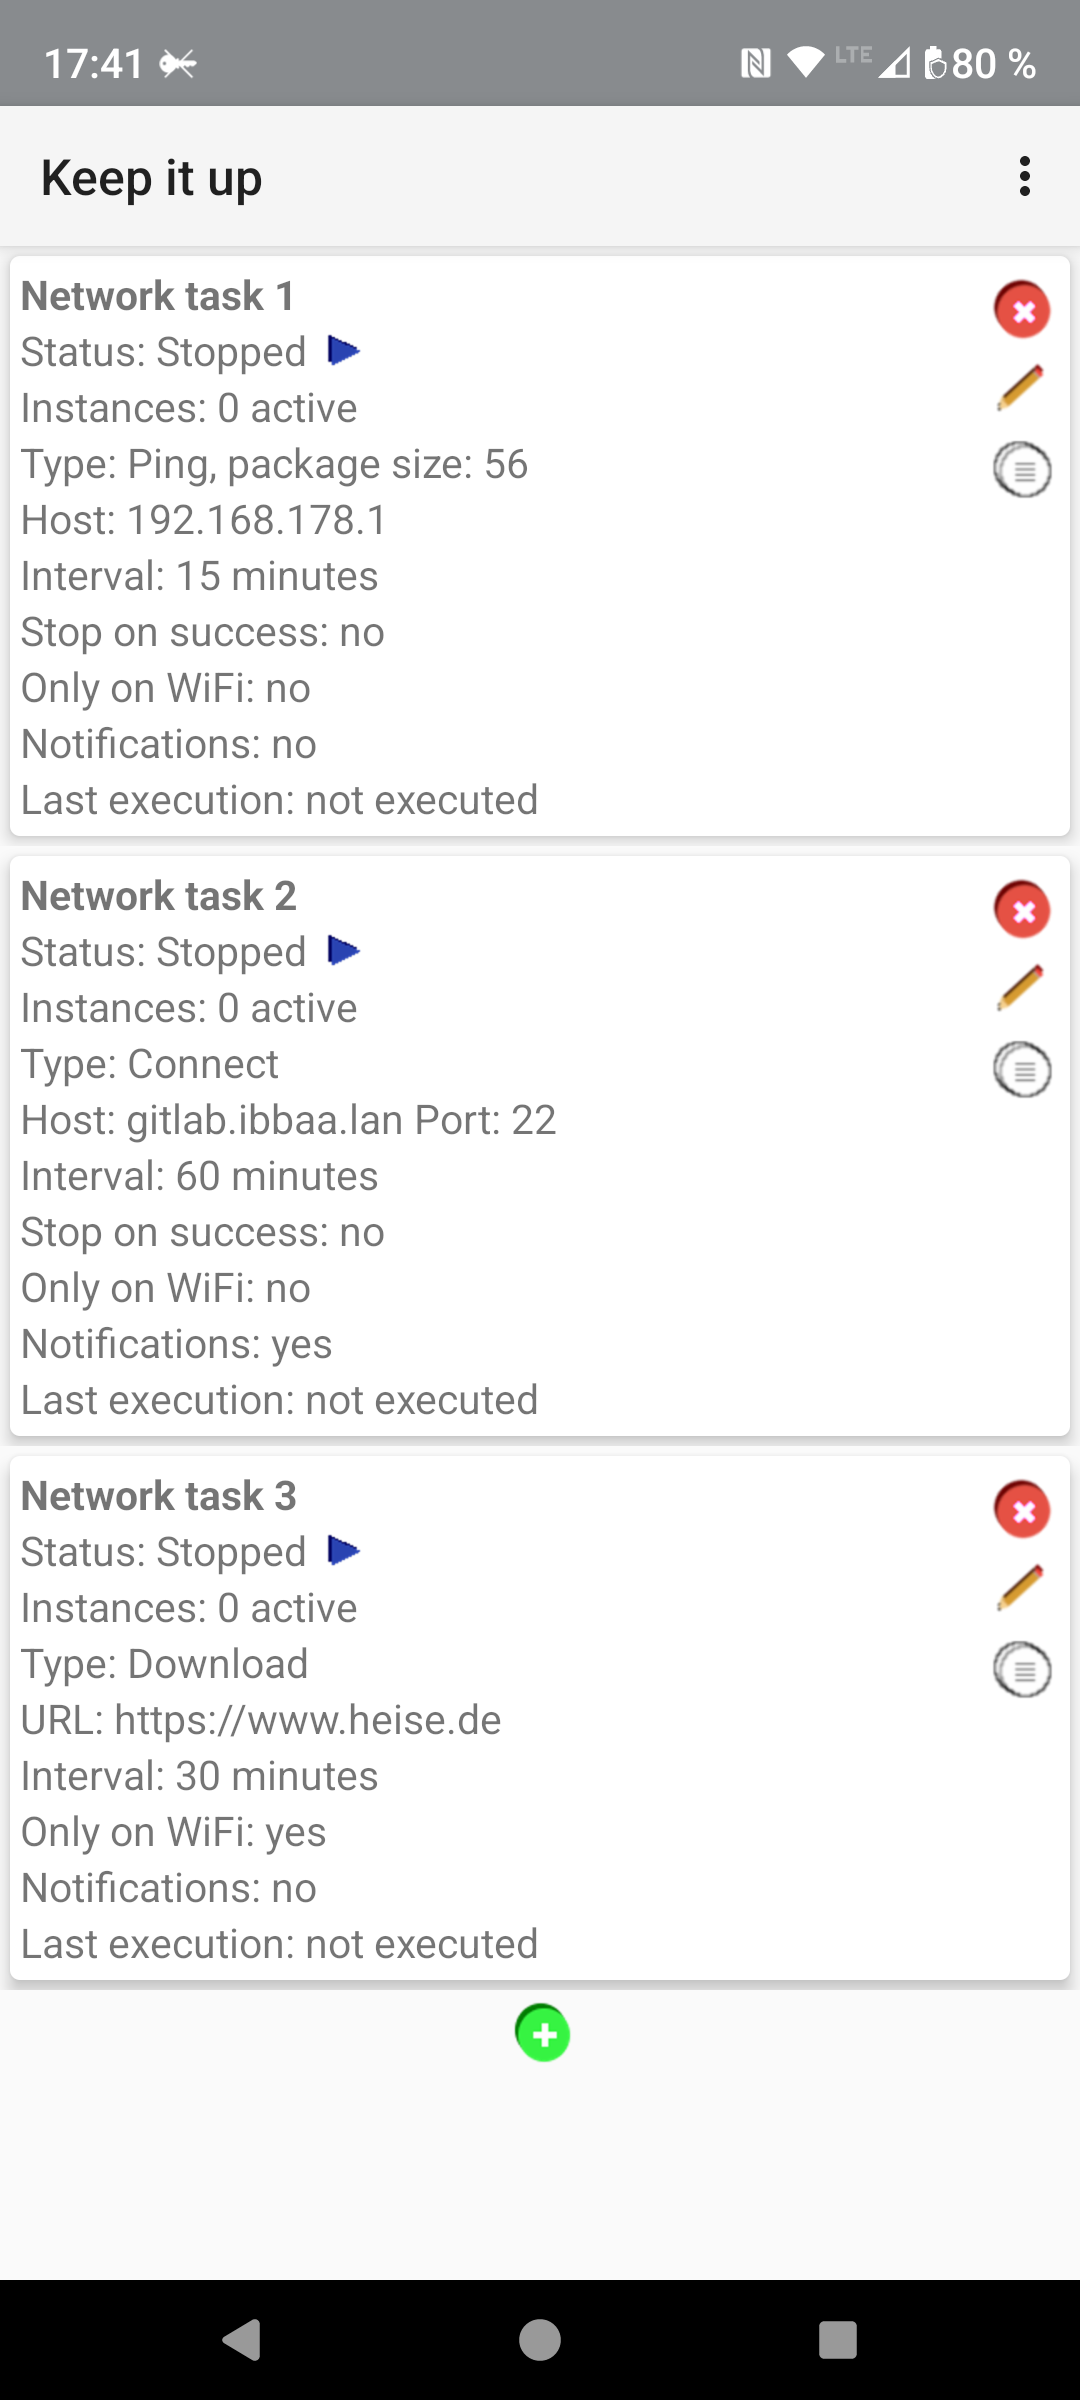 17:41 LTE 80 %
Keep it up
Network task 1
Status: Stopped
Instances: 0 active
Type: Ping, package size: 56
Host: 192.168.178.1
Interval: 15 minutes
Stop on success: no
Only on WiFi: no
Notifications: no
Last execution: not executed
Network task 2
Status: Stopped
Instances: 0 active
Type: Connect
Host: gitlab.ibbaa.lan Port: 22
Interval: 60 minutes
Stop on success: no
Only on WiFi: no
Notifications: yes
Last execution: not executed
Network task 3
Status: Stopped
Instances: 0 active
Type: Download
URL: https://www.heise.de
Interval: 30 minutes
Only on WiFi: yes
Notifications: no
Last execution: not executed